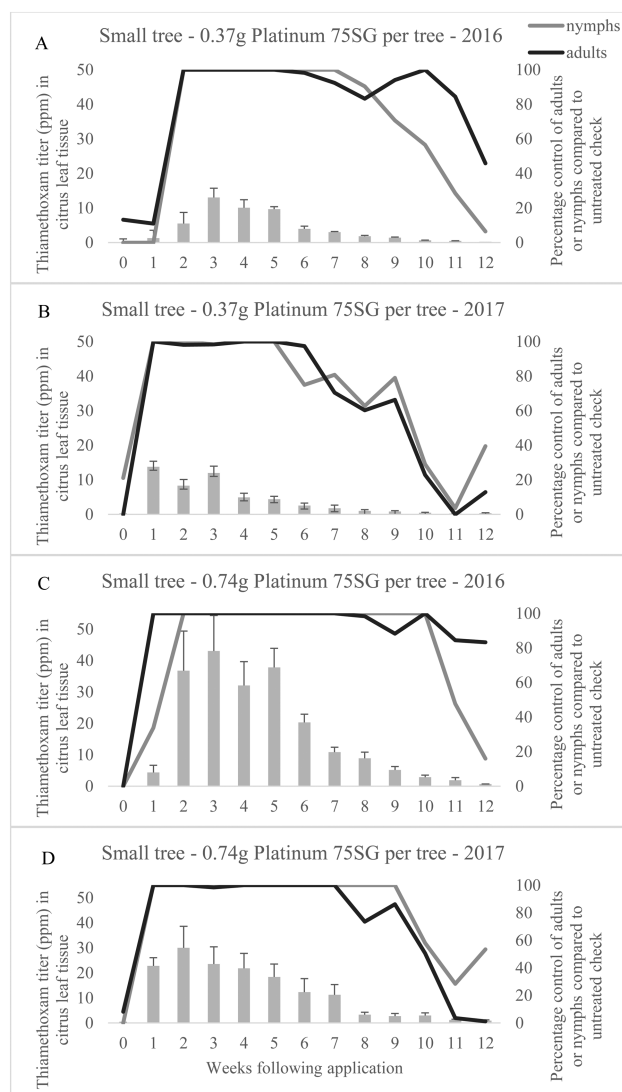 A
Small tree - 0.37g Platinum 75SG per tree - 2016
nymphs
adults
Thiamethoxam titer (ppm) in
citrus leaf tissue
50
40
30
20
10
0
100
80
60
40
20
0
Percentage control of adults
or nymphs compared to
untreated check
0 1 2 3 4 5 6 7 8 9 10 11 12
B
Small tree - 0.37g Platinum 75SG per tree - 2017
Thiamethoxam titer (ppm) in
citrus leaf tissue
50
40
30
20
10
0
100
80
60
40
20
0
Percentage control of adults
or nymphs compared to
untreated check
0 1 2 3 4 5 6 7 8 9 10 11 12
C
Small tree - 0.74g Platinum 75SG per tree - 2016
Thiamethoxam titer (ppm) in
citrus leaf tissue
50
40
30
20
10
0
100
80
60
40
20
0
Percentage control of adults
or nymphs compared to
untreated check
0 1 2 3 4 5 6 7 8 9 10 11 12
D
Small tree - 0.74g Platinum 75SG per tree - 2017
Thiamethoxam titer (ppm) in
citrus leaf tissue
50
40
30
20
10
0
100
80
60
40
20
0
Percentage control of adults
or nymphs compared to
untreated check
0 1 2 3 4 5 6 7 8 9 10 11 12
Weeks following application